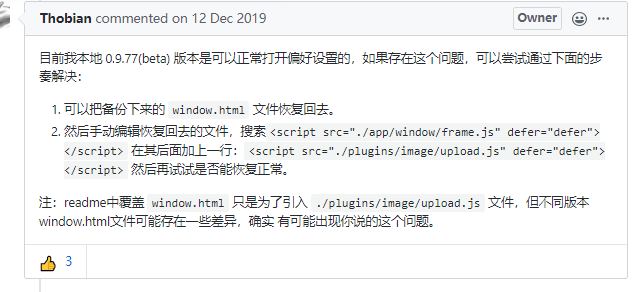 Thobian commented on 12 Dec 2019 Owner
目前我本地 0.9.77(beta) 版本是可以正常打开偏好设置的，如果存在这个问题，可以尝试通过下面的步
奏解决：
1. 可以把备份下来的 window.html 文件恢复回去。
2. 然后手动编辑恢复回去的文件，搜索 <script src="./app/window/frame.js" defer="defer">
</script> 在其后面加上一行： <script src="./plugins/image/upload.js" defer="defer">
</script> 然后再试试是否能恢复正常。
注：readme中覆盖 window.html 只是为了引入 ./plugins/image/upload.js 文件，但不同版本
window.html文件可能存在一些差异，确实 有可能出现你说的这个问题。
3